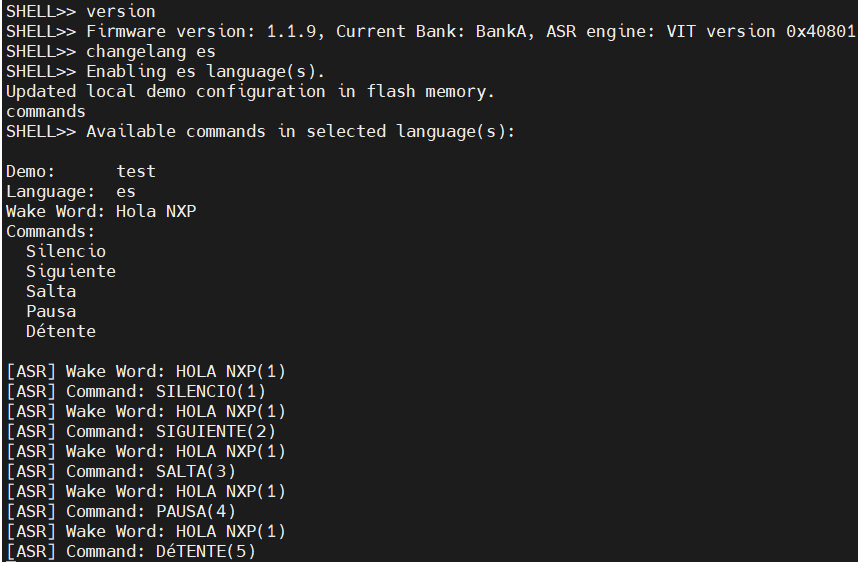 SHELL>> version
SHELL>> Firmware version: 1.1.9, Current Bank: BankA, ASR engine: VIT version 0x40801
SHELL>> changelang es
SHELL>> Enabling es language(s).
Updated local demo configuration in flash memory.
commands
SHELL>> Available commands in selected language(s):
Demo:      test
Language:  es
Wake Word: Hola NXP
Commands:
  Silencio
  Siguiente
  Salta
  Pausa
  Détente
[ASR] Wake Word: HOLA NXP(1)
[ASR] Command: SILENCIO(1)
[ASR] Wake Word: HOLA NXP(1)
[ASR] Command: SIGUIENTE(2)
[ASR] Wake Word: HOLA NXP(1)
[ASR] Command: SALTA(3)
[ASR] Wake Word: HOLA NXP(1)
[ASR] Command: PAUSA(4)
[ASR] Wake Word: HOLA NXP(1)
[ASR] Command: DéTENTE(5)